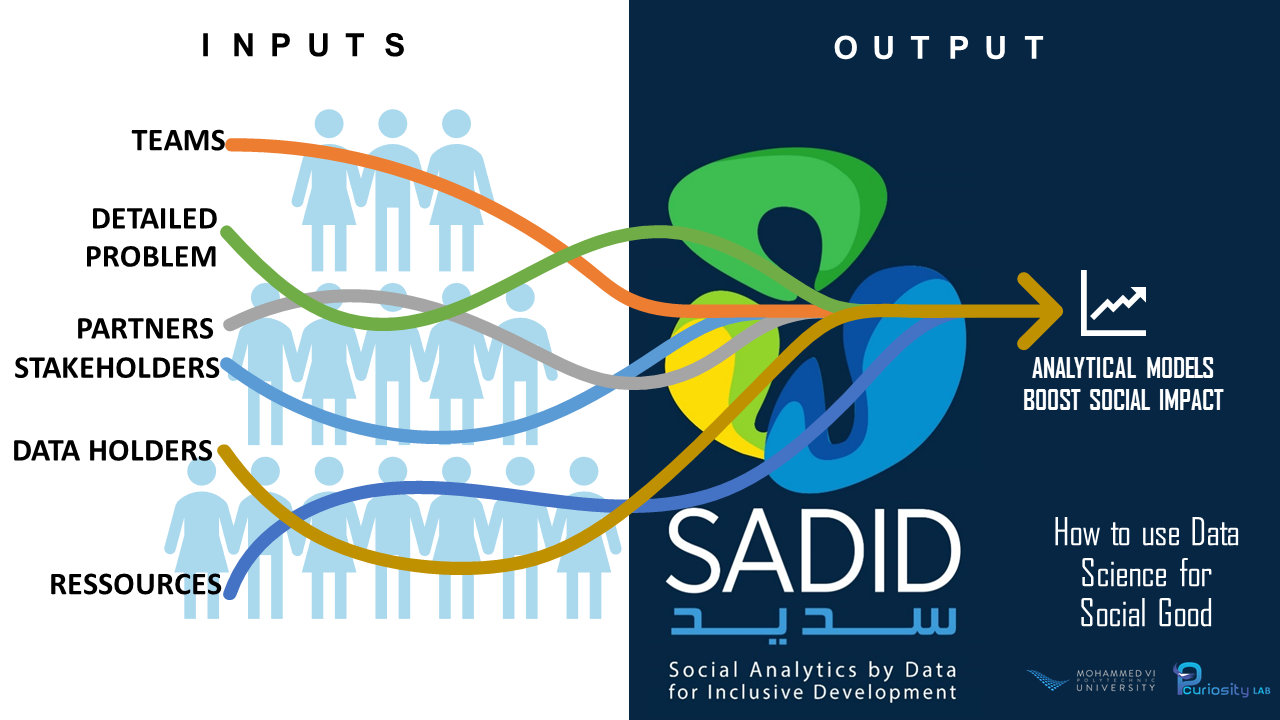 INPUTS
TEAMS
DETAILED
PROBLEM
PARTNERS
STAKEHOLDERS
DATA HOLDERS
RESSOURCES
OUTPUT
ANALYTICAL MODELS
BOOST SOCIAL IMPACT
SADID
سديد
Social Analytics by Data
for Inclusive Development
How to use Data
Science for
Social Good
MOHAMMED VI
POLYTECHNIC
UNIVERSITY
curiosity LAB